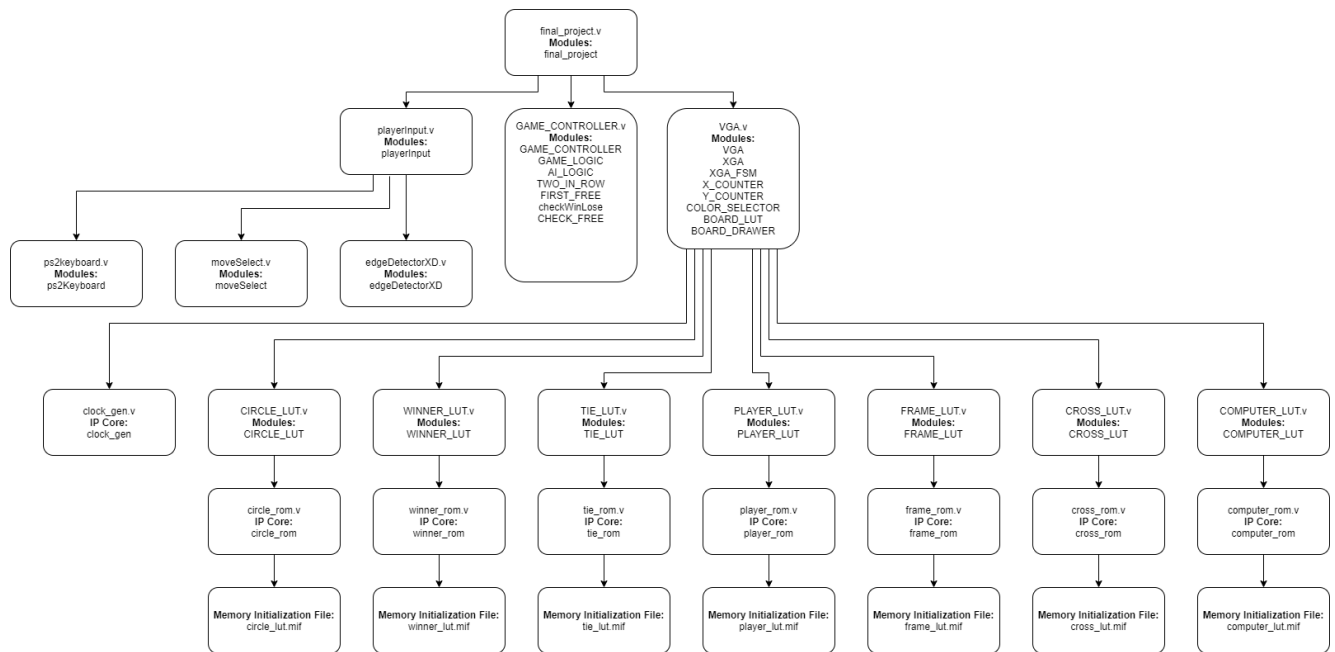 final_project.v
Modules:
final_project
playerInput.v
Modules:
playerInput
GAME_CONTROLLER.v
Modules:
GAME_CONTROLLER
GAME_LOGIC
AI_LOGIC
TWO_IN_ROW
FIRST_FREE
checkWinLose
CHECK_FREE
VGA.v
Modules:
VGA
XGA
XGA_FSM
X_COUNTER
Y_COUNTER
COLOR_SELECTOR
BOARD_LUT
BOARD_DRAWER
ps2keyboard.v
Modules:
ps2Keyboard
moveSelect.v
Modules:
moveSelect
edgeDetectorXD.v
Modules:
edgeDetectorXD
clock_gen.v
IP Core:
clock_gen
CIRCLE_LUT.v
Modules:
CIRCLE_LUT
WINNER_LUT.v
Modules:
WINNER_LUT
TIE_LUT.v
Modules:
TIE_LUT
PLAYER_LUT.v
Modules:
PLAYER_LUT
FRAME_LUT.v
Modules:
FRAME_LUT
CROSS_LUT.v
Modules:
CROSS_LUT
COMPUTER_LUT.v
Modules:
COMPUTER_LUT
circle_rom.v
IP Core:
circle_rom
winner_rom.v
IP Core:
winner_rom
tie_rom.v
IP Core:
tie_rom
player_rom.v
IP Core:
player_rom
frame_rom.v
IP Core:
frame_rom
cross_rom.v
IP Core:
cross_rom
computer_rom.v
IP Core:
computer_rom
Memory Initialization File:
circle_lut.mif
Memory Initialization File:
winner_lut.mif
Memory Initialization File:
tie_lut.mif
Memory Initialization File:
player_lut.mif
Memory Initialization File:
frame_lut.mif
Memory Initialization File:
cross_lut.mif
Memory Initialization File:
computer_lut.mif